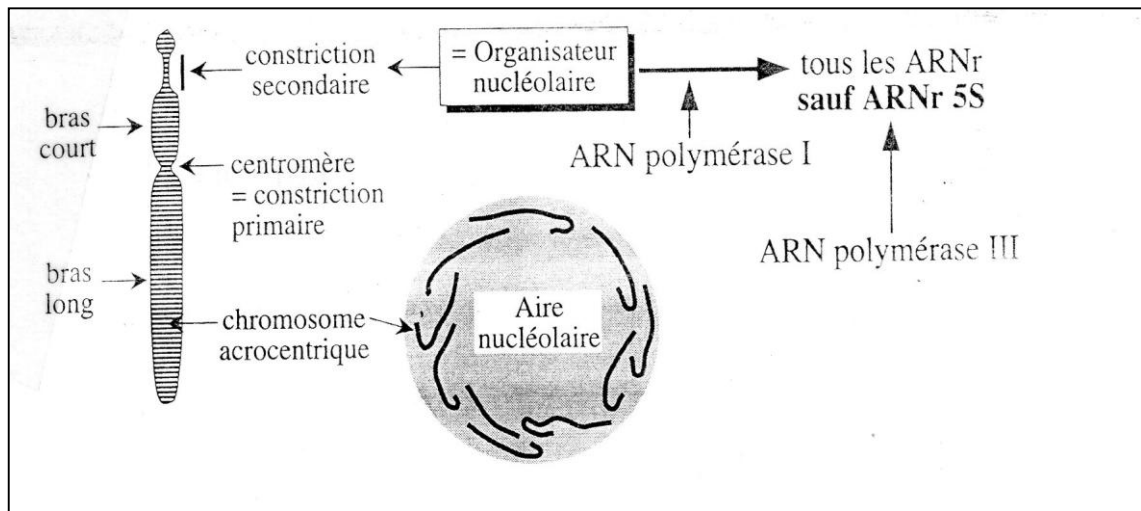 constriction
secondaire
= Organisateur
nucléolaire
tous les ARNr
sauf ARNr 5S
bras
court
ARN polymérase I
centromère
= constriction
primaire
ARN polymérase III
bras
long
Aire
nucléolaire
chromosome
acrocentrique